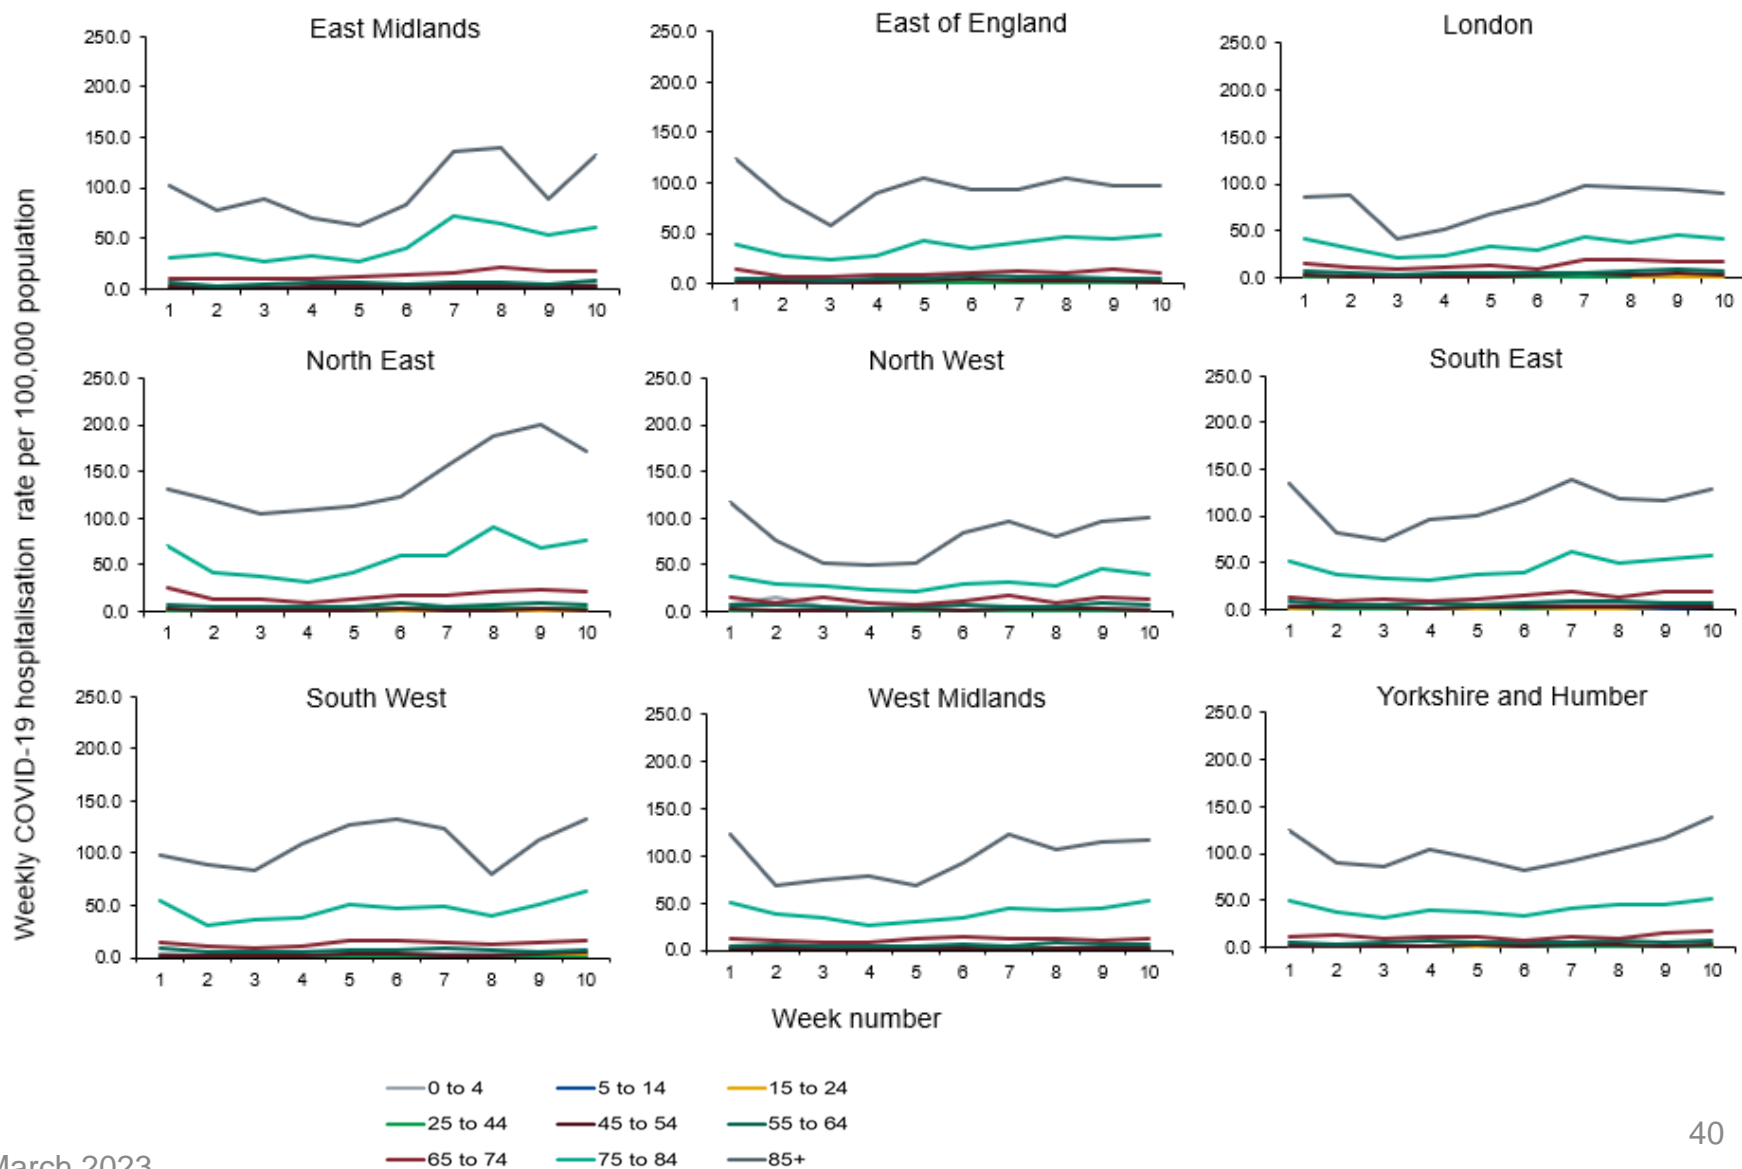 Weekly COVID-19 hospitalisation rate per 100,000 population
East Midlands
250.0
200.0
150.0
100.0
50.0
0.0
1 2 3 4 5 6 7 8 9 10
East of England
250.0
200.0
150.0
100.0
50.0
0.0
1 2 3 4 5 6 7 8 9 10
London
250.0
200.0
150.0
100.0
50.0
0.0
1 2 3 4 5 6 7 8 9 10
North East
250.0
200.0
150.0
100.0
50.0
0.0
1 2 3 4 5 6 7 8 9 10
North West
250.0
200.0
150.0
100.0
50.0
0.0
1 2 3 4 5 6 7 8 9 10
South East
250.0
200.0
150.0
100.0
50.0
0.0
1 2 3 4 5 6 7 8 9 10
South West
250.0
200.0
150.0
100.0
50.0
0.0
1 2 3 4 5 6 7 8 9 10
West Midlands
250.0
200.0
150.0
100.0
50.0
0.0
1 2 3 4 5 6 7 8 9 10
Yorkshire and Humber
250.0
200.0
150.0
100.0
50.0
0.0
1 2 3 4 5 6 7 8 9 10
Week number
0 to 4 5 to 14 15 to 24
25 to 44 45 to 54 55 to 64
65 to 74 75 to 84 85+
40
March 2023